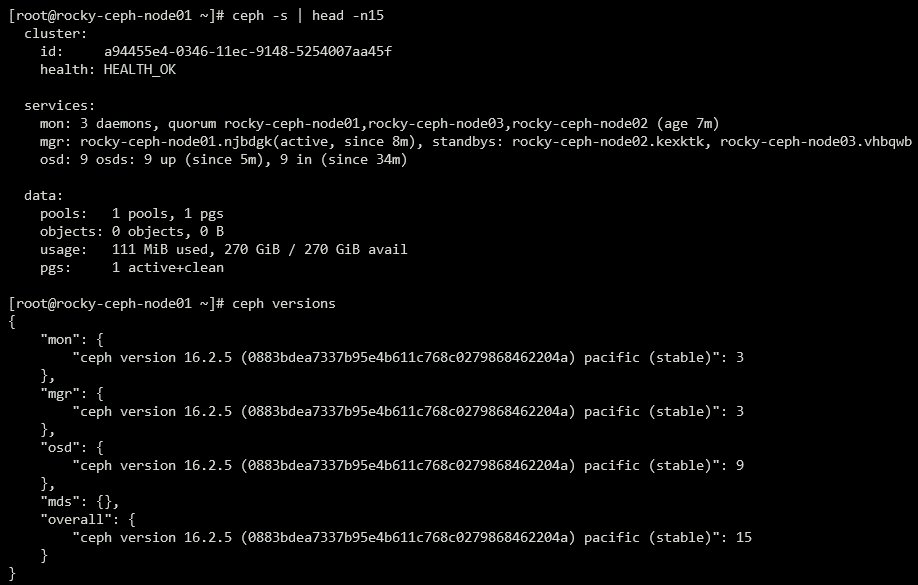 [root@rocky-ceph-node01 ~]# ceph -s | head -n15
  cluster:
    id:     a94455e4-0346-11ec-9148-5254007aa45f
    health: HEALTH_OK

  services:
    mon: 3 daemons, quorum rocky-ceph-node01,rocky-ceph-node03,rocky-ceph-node02 (age 7m)
    mgr: rocky-ceph-node01.njbdgk(active, since 8m), standbys: rocky-ceph-node02.kexktk, rocky-ceph-node03.vhbqwb
    osd: 9 osds: 9 up (since 5m), 9 in (since 34m)

  data:
    pools:   1 pools, 1 pgs
    objects: 0 objects, 0 B
    usage:   111 MiB used, 270 GiB / 270 GiB avail
    pgs:     1 active+clean

[root@rocky-ceph-node01 ~]# ceph versions
{
    "mon": {
        "ceph version 16.2.5 (0883bdea7337b95e4b611c768c0279868462204a) pacific (stable)": 3
    },
    "mgr": {
        "ceph version 16.2.5 (0883bdea7337b95e4b611c768c0279868462204a) pacific (stable)": 3
    },
    "osd": {
        "ceph version 16.2.5 (0883bdea7337b95e4b611c768c0279868462204a) pacific (stable)": 9
    },
    "mds": {},
    "overall": {
        "ceph version 16.2.5 (0883bdea7337b95e4b611c768c0279868462204a) pacific (stable)": 15
    }
}